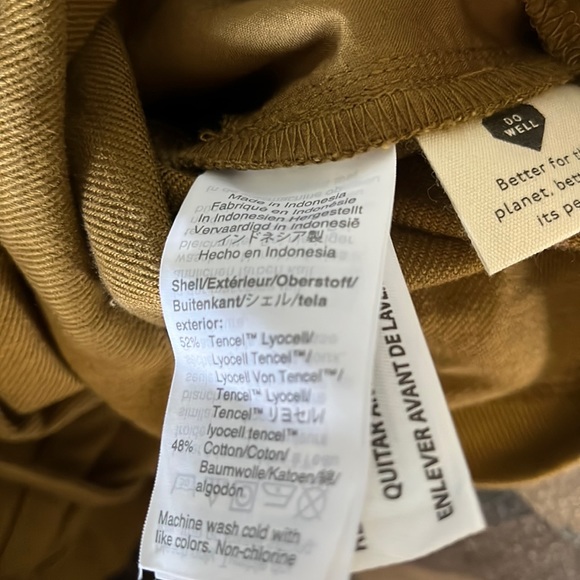 Made in Indonesia
Fabrique en Indonésie
In Indonesien Hergestellt
Vervaardigd in Indonesië
インドネシア製
Hecho en Indonesia
Shell/Extérieur/Oberstoff/
Buitenkant/シェル/tela
exterior:
52% Tencel™ Lyocell/
Lyocell Tencel™/
Lyocell Von Tencel™/
Tencel™ Lyocell/
Tencel™ リヨセル/
lyocell tencel™
48% Cotton/Coton/
Baumwolle/Katoen/綿/
algodón
Machine wash cold with
like colors. Non-chlorine
QUITAR
ENLEVER AVANT DE LAVE
DO
WELL
Better for th
planet, bett
its pe